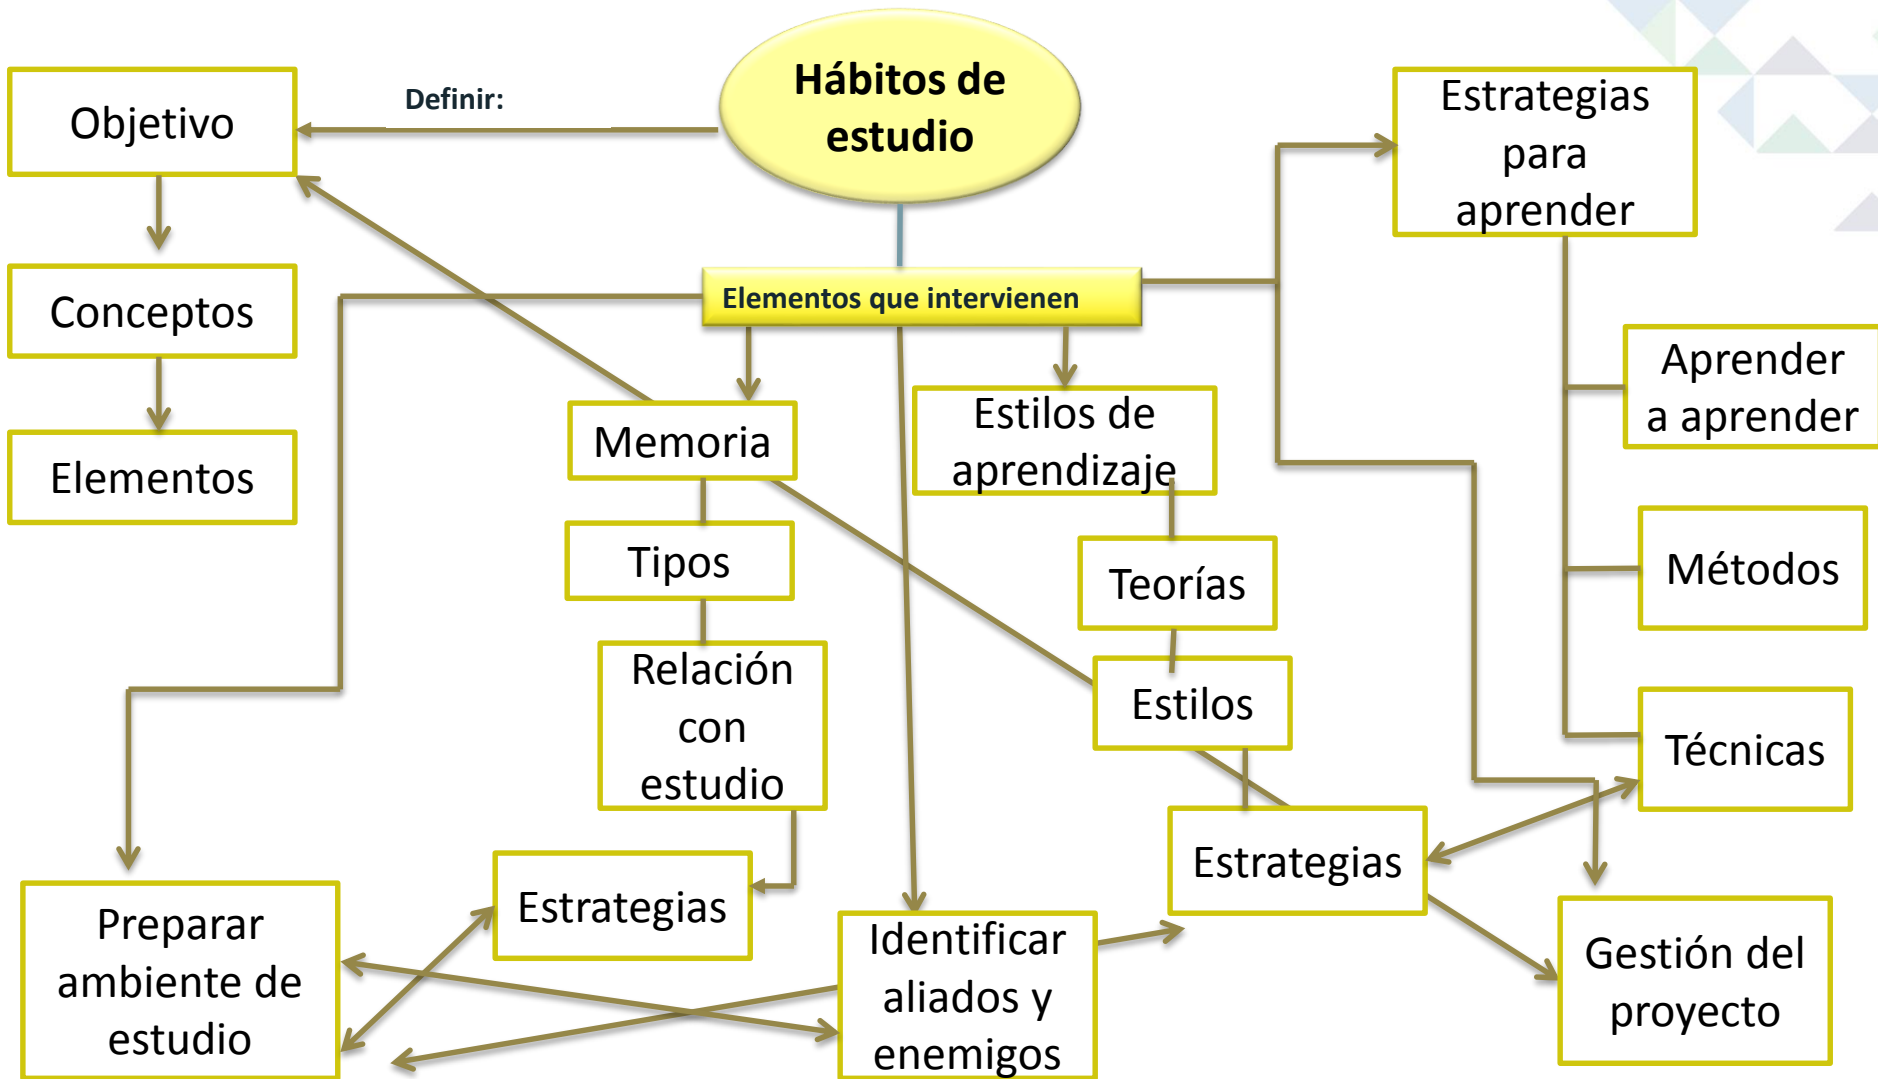 Hábitos de
estudio
Definir:
Objetivo
Conceptos
Elementos
Elementos que intervienen
Memoria
Tipos
Relación
con
estudio
Estrategias
Estilos de
aprendizaje
Teorías
Estilos
Estrategias
Estrategias
para
aprender
Aprender
a aprender
Métodos
Técnicas
Preparar
ambiente de
estudio
Identificar
aliados y
enemigos
Gestión del
proyecto